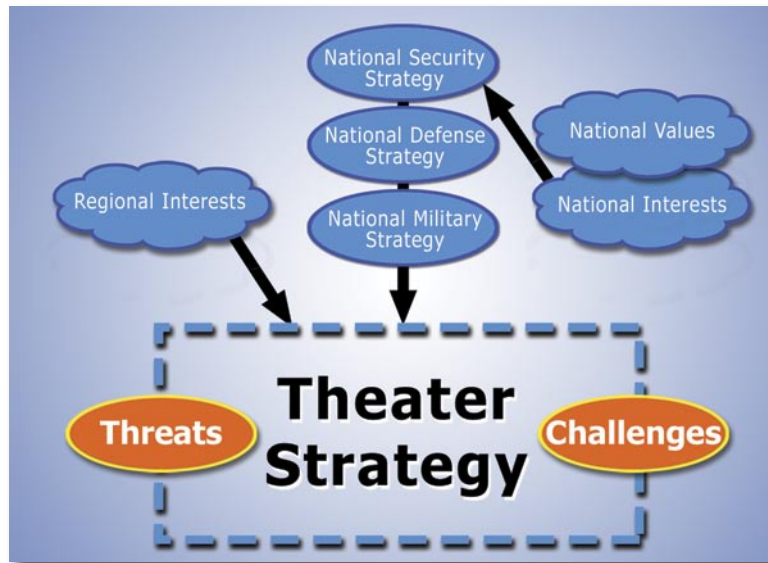 National Security
Strategy
National Defense
Strategy
National Military
Strategy
National Values
National Interests
Regional Interests
Theater
Strategy
Threats
Challenges